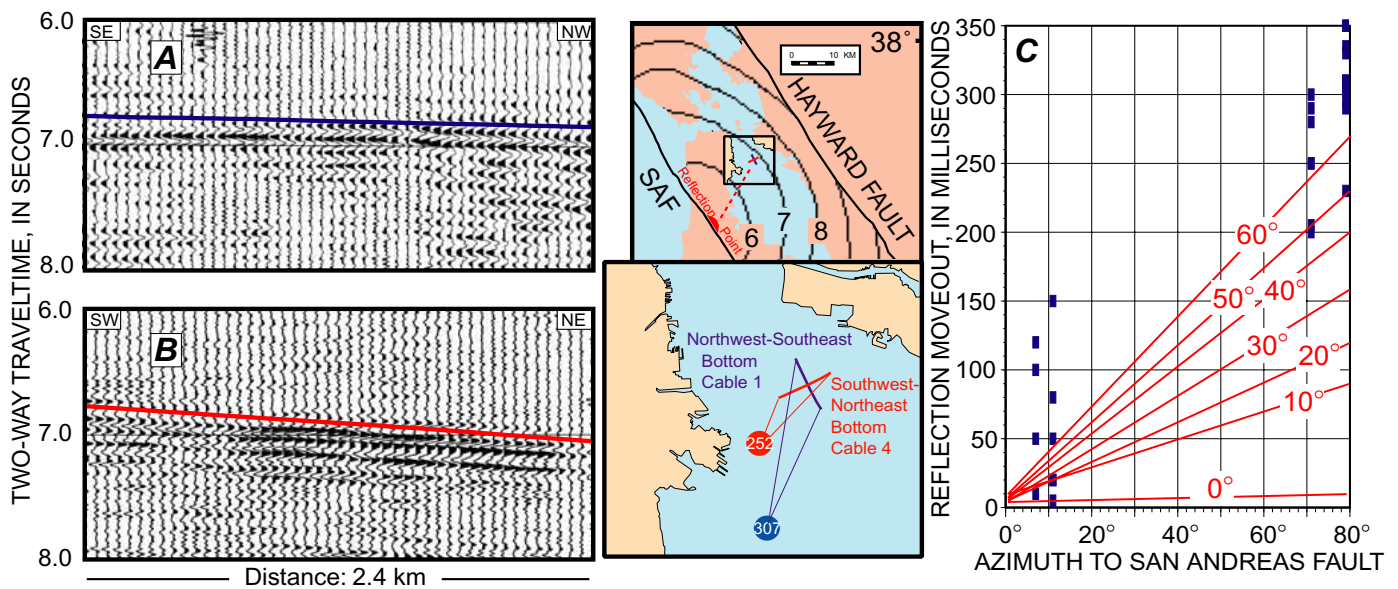 TWO-WAY TRAVELTIME, IN SECONDS
6.0
7.0
8.0
SE
A
NW
6.0
7.0
8.0
SW
B
NE
Distance: 2.4 km
38°
0 10 KM
HAYWARD FAULT
SAF
Reflection
Point
6
7
8
Northwest-Southeast
Bottom
Cable 1
Southwest-
Northeast
Bottom
Cable 4
252
307
C
REFLECTION MOVEOUT, IN MILLISECONDS
350
300
250
200
150
100
50
0
60°
50°
40°
30°
20°
10°
0°
0°
20°
40°
60°
80°
AZIMUTH TO SAN ANDREAS FAULT